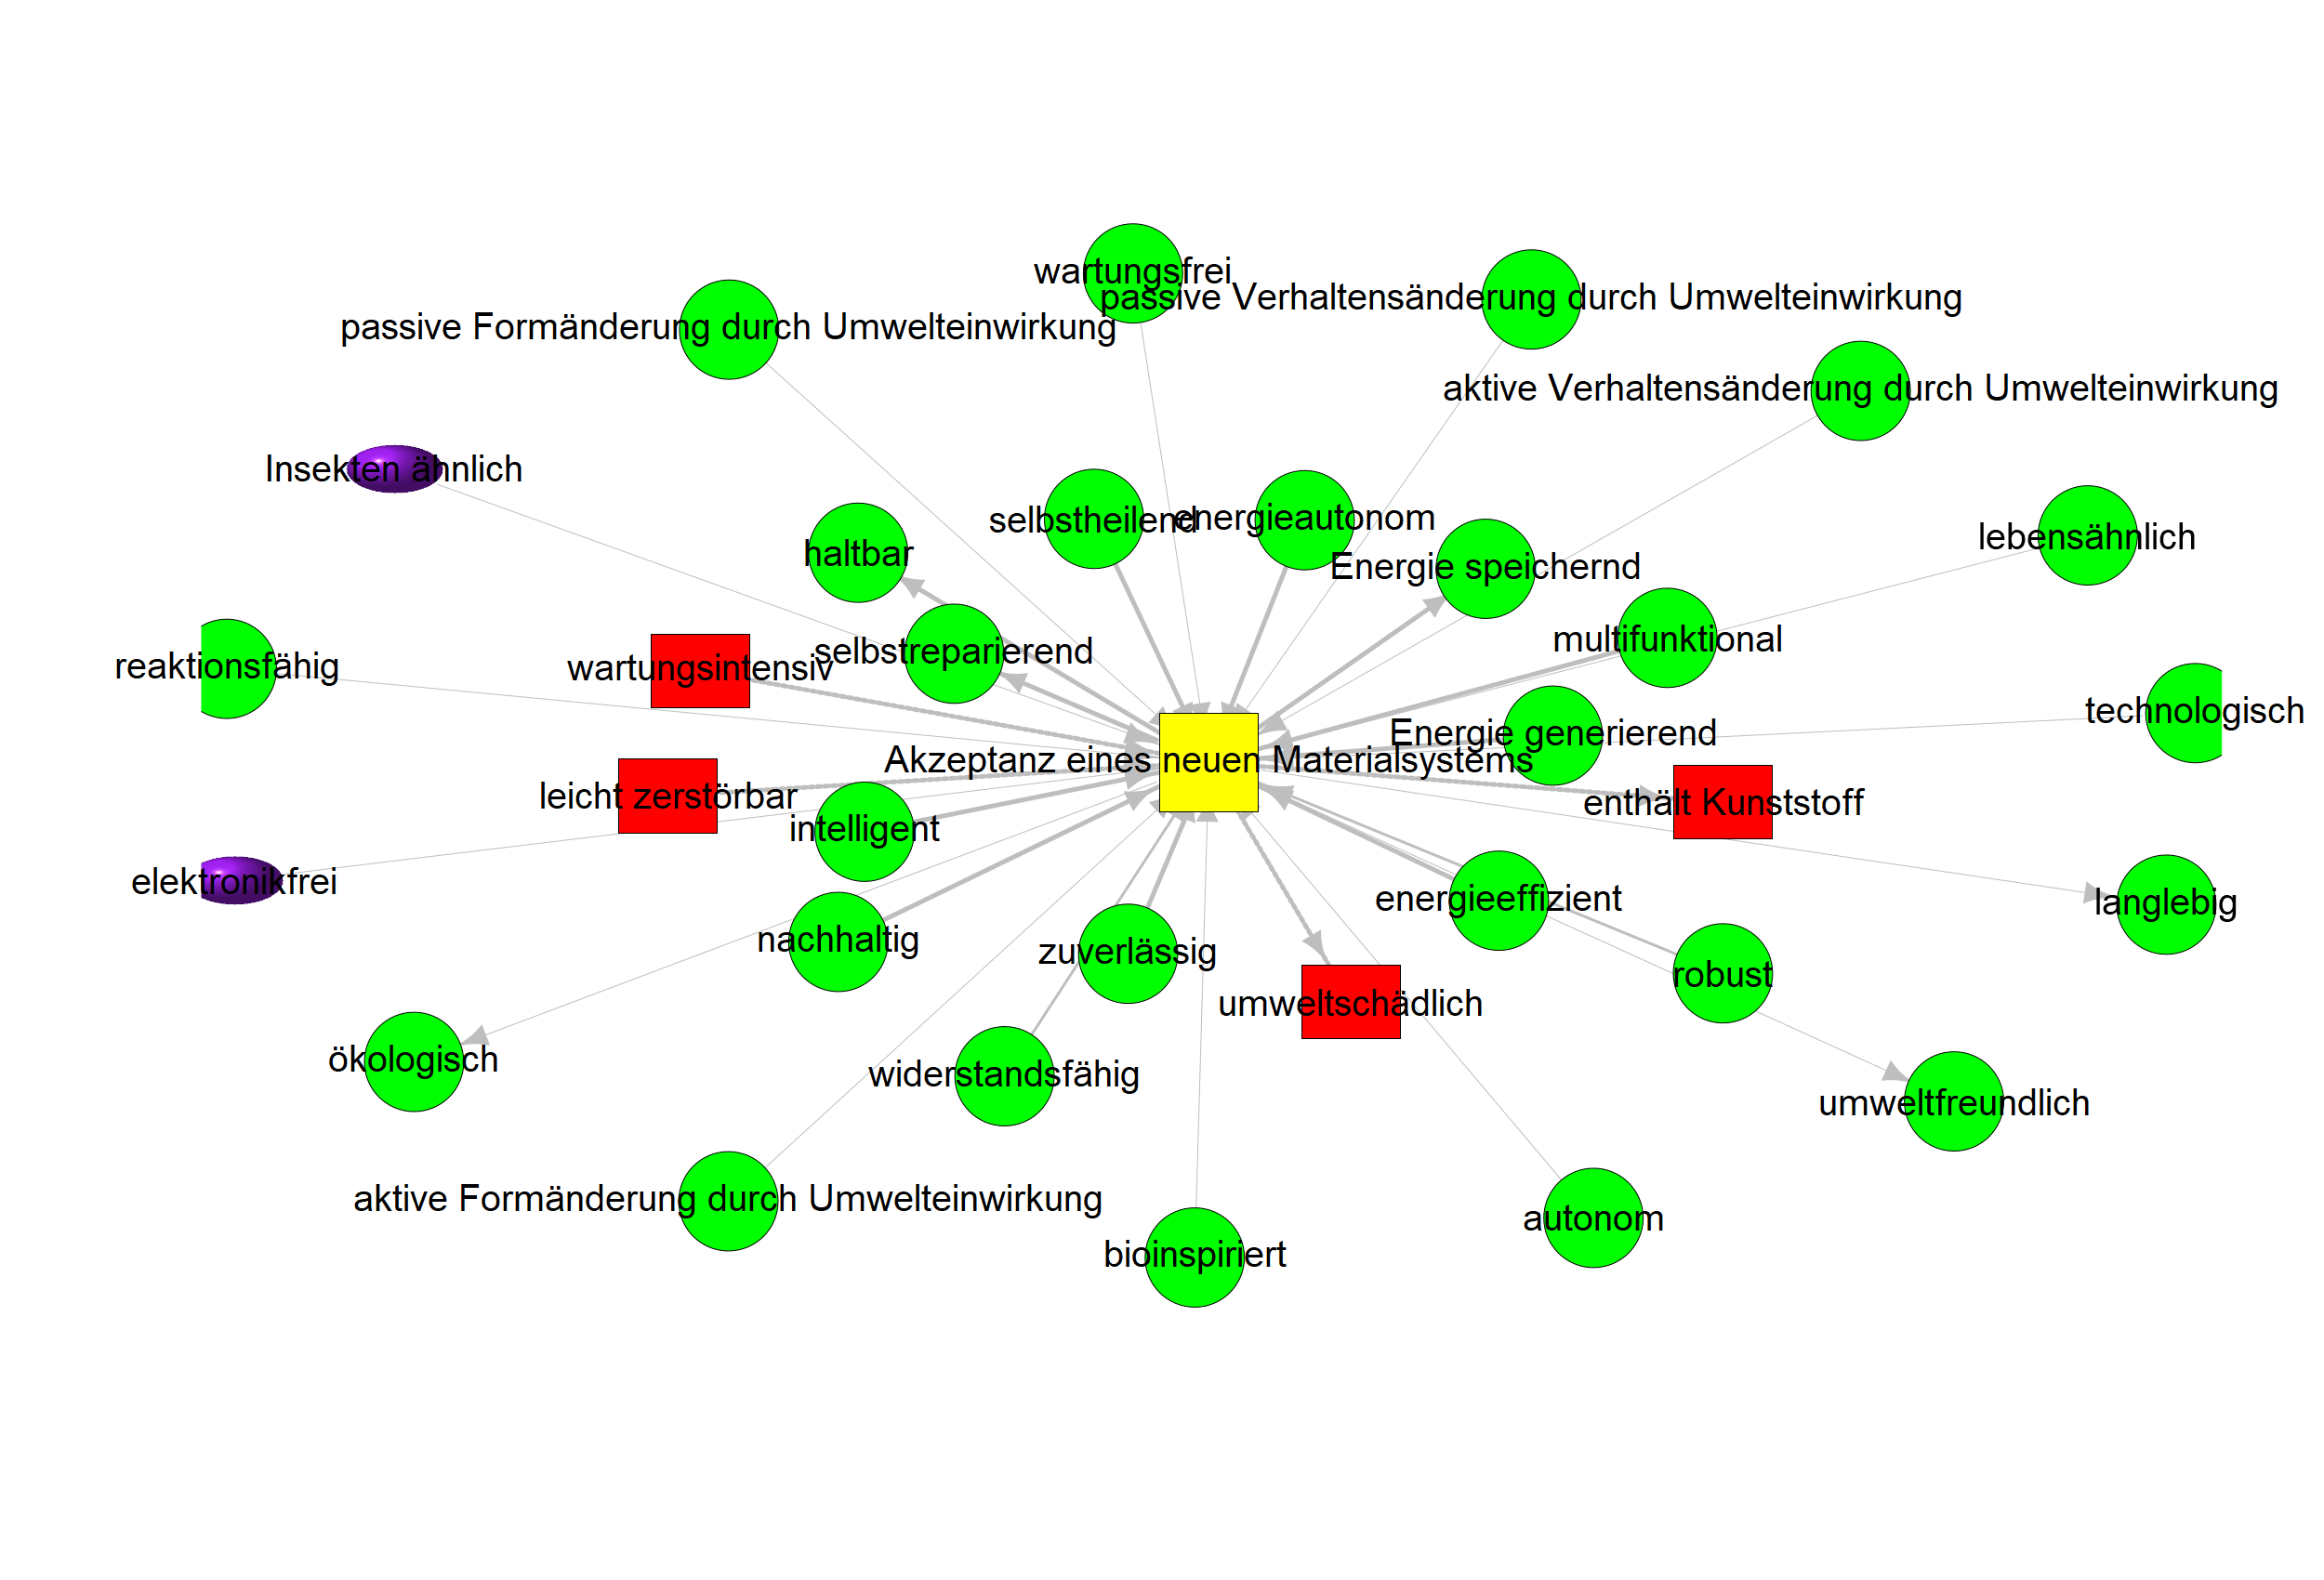 wartungsfrei
passive Verhaltensänderung durch Umwelteinwirkung
passive Formänderung durch Umwelteinwirkung
aktive Verhaltensänderung durch Umwelteinwirkung
Insekten ähnlich
selbstheilend
energieautonom
lebensähnlich
haltbar
Energie speichernd
multifunktional
reaktionsfähig
wartungsintensiv
selbstreparierend
technologisch
Energie generierend
Akzeptanz eines neuen Materialsystems
leicht zerstörbar
enthält Kunststoff
intelligent
elektronikfrei
energieeffizient
langlebig
nachhaltig
zuverlässig
robust
umweltschädlich
ökologisch
widerstandsfähig
umweltfreundlich
aktive Formänderung durch Umwelteinwirkung
autonom
bioinspiriert